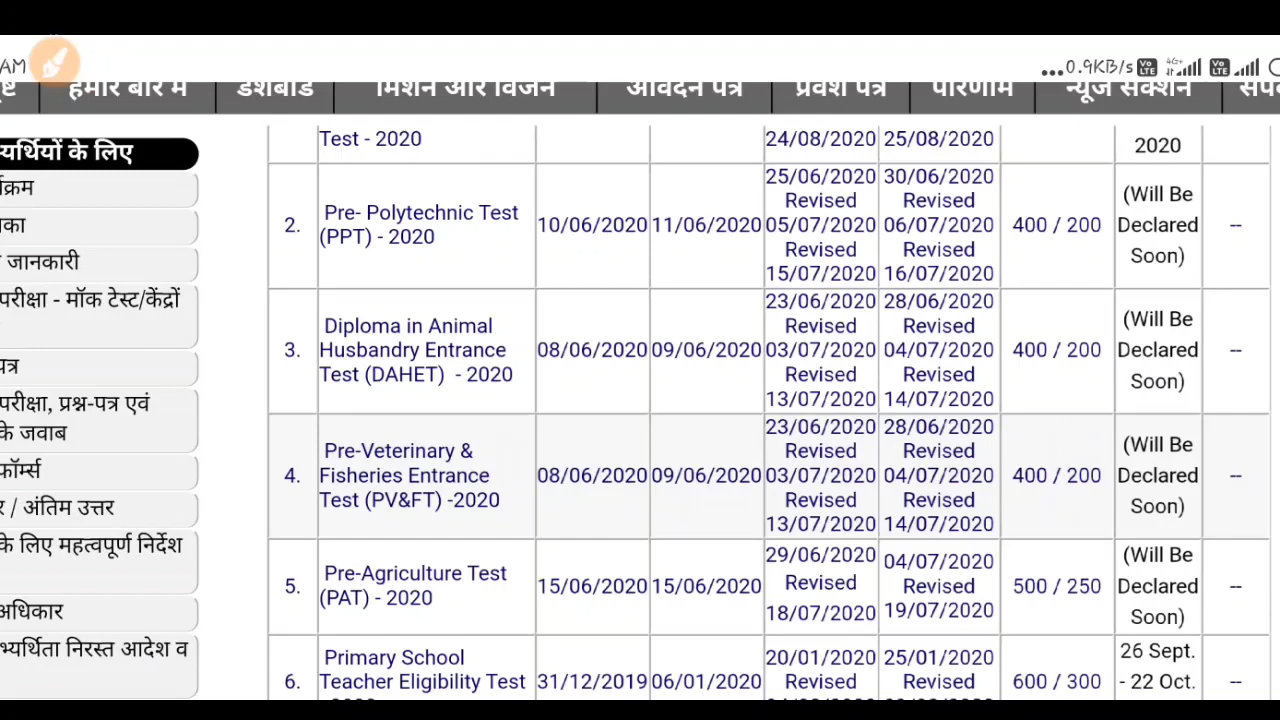 AM
0.9KB/s Vo LTE 4G+ Vo LTE
हमारे बारे में डैशबोर्ड मिशन और विजन आवेदन पत्र प्रवेश पत्र परिणाम न्यूज सेक्शन
भ्यर्थियों के लिए
का
जानकारी
परीक्षा - मॉक टेस्ट/केंद्रों
पत्र
परीक्षा, प्रश्न-पत्र एवं
के जवाब
फॉर्म्स
/ अंतिम उत्तर
के लिए महत्वपूर्ण निर्देश
अधिकार
भ्यर्थिता निरस्त आदेश व
Test - 2020 24/08/2020 25/08/2020 2020
2. Pre- Polytechnic Test (PPT) - 2020 10/06/2020 11/06/2020 25/06/2020 Revised 05/07/2020 Revised 15/07/2020 30/06/2020 Revised 06/07/2020 Revised 16/07/2020 400 / 200 (Will Be Declared Soon) --
3. Diploma in Animal Husbandry Entrance Test (DAHET) - 2020 08/06/2020 09/06/2020 23/06/2020 Revised 03/07/2020 Revised 13/07/2020 28/06/2020 Revised 04/07/2020 Revised 14/07/2020 400 / 200 (Will Be Declared Soon) --
4. Pre-Veterinary & Fisheries Entrance Test (PV&FT) -2020 08/06/2020 09/06/2020 23/06/2020 Revised 03/07/2020 Revised 13/07/2020 28/06/2020 Revised 04/07/2020 Revised 14/07/2020 400 / 200 (Will Be Declared Soon) --
5. Pre-Agriculture Test (PAT) - 2020 15/06/2020 15/06/2020 29/06/2020 Revised 18/07/2020 04/07/2020 Revised 19/07/2020 500 / 250 (Will Be Declared Soon) --
6. Primary School Teacher Eligibility Test 31/12/2019 06/01/2020 20/01/2020 Revised 25/01/2020 Revised 600 / 300 26 Sept. - 22 Oct. --